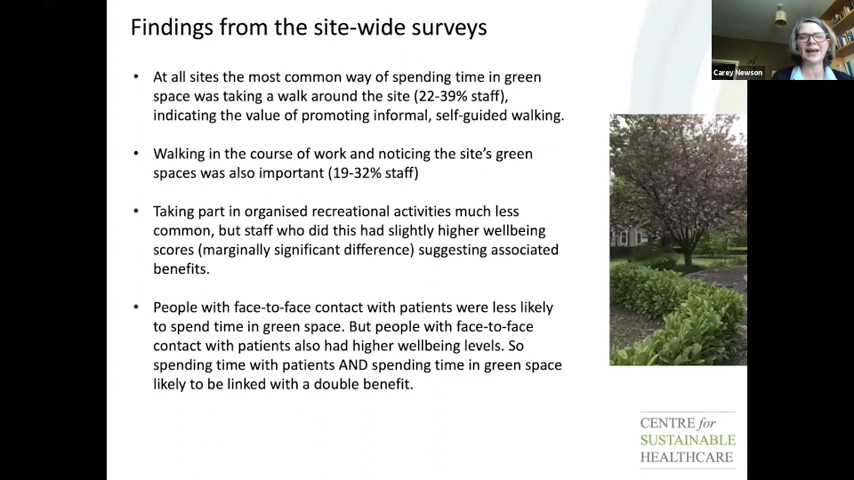 Findings from the site-wide surveys
• At all sites the most common way of spending time in green
space was taking a walk around the site (22-39% staff),
indicating the value of promoting informal, self-guided walking.
• Walking in the course of work and noticing the site's green
spaces was also important (19-32% staff)
• Taking part in organised recreational activities much less
common, but staff who did this had slightly higher wellbeing
scores (marginally significant difference) suggesting associated
benefits.
• People with face-to-face contact with patients were less likely
to spend time in green space. But people with face-to-face
contact with patients also had higher wellbeing levels. So
spending time with patients AND spending time in green space
likely to be linked with a double benefit.
Carey Newson
CENTRE for
SUSTAINABLE
HEALTHCARE